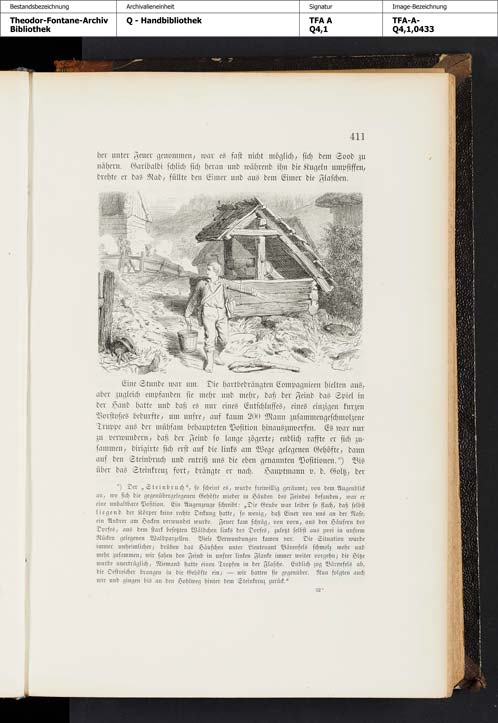 Bestandsbezeichnung
Theodor-Fontane-Archiv
Bibliothek
Archivalieneinheit
Q - Handbibliothek
Signatur
TFA A
Q4,1
Image-Bezeichnung
TFA-A-
Q4,1,0433
411
her unter Feuer genommen, war es fast nicht möglich, sich dem Sood zu
nähern. Garibaldi schlich sich heran und während ihn die Kugeln umpfiffen,
drehte er das Rad, füllte den Eimer und aus dem Eimer die Flaschen.
Eine Stunde war um. Die hartbedrängten Compagnieen hielten aus,
aber zugleich empfanden sie mehr und mehr, daß der Feind das Spiel in
der Hand hatte und daß es nur eines Entschlusses, eines einzigen kurzen
Vorstoßes bedurfte, um unsre, auf kaum 200 Mann zusammengeschmolzene
Truppe aus der mühsam behaupteten Position hinauszuwerfen. Es war nur
zu verwundern, daß der Feind so lange zögerte; endlich raffte er sich zu-
sammen, dirigirte sich erst auf die links am Wege gelegenen Gehöfte, dann
auf den Steinbruch und entriß uns die eben genannten Positionen.*) Bis
über das Steinkreuz fort, drängte er nach. Hauptmann v. d. Goltz, der
*) Der „Steinbruch“, so scheint es, wurde freiwillig geräumt; von dem Augenblick
an, wo sich die gegenübergelegenen Gehöfte wieder in Händen des Feindes befanden, war er
eine unhaltbare Position. Ein Augenzeuge schreibt: „Die Grube war leider so flach, daß selbst
liegend der Körper keine rechte Deckung hatte, so wenig, daß Einer von uns an der Nase,
ein Andrer am Hacken verwundet wurde. Feuer kam schräg, von vorn, aus den Häusern des
Dorfes, aus dem stark besetzten Wäldchen links des Dorfes, zuletzt selbst aus zwei in unsrem
Rücken gelegenen Waldparzellen. Viele Verwundungen kamen vor. Die Situation wurde
immer unheimlicher; drüben das Häufchen unter Lieutenant Bärenfels schmolz mehr und
mehr zusammen; wir sahen den Feind in unsrer linken Flanke immer weiter vorgehn; die Hitze
wurde unerträglich, Niemand hatte einen Tropfen in der Flasche. Endlich zog Bärenfels ab,
die Oestreicher drangen in die Gehöfte ein; — wir hatten sie gegenüber. Nun folgten auch
wir und gingen bis an den Hohlweg hinter dem Steinkreuz zurück.“
52*